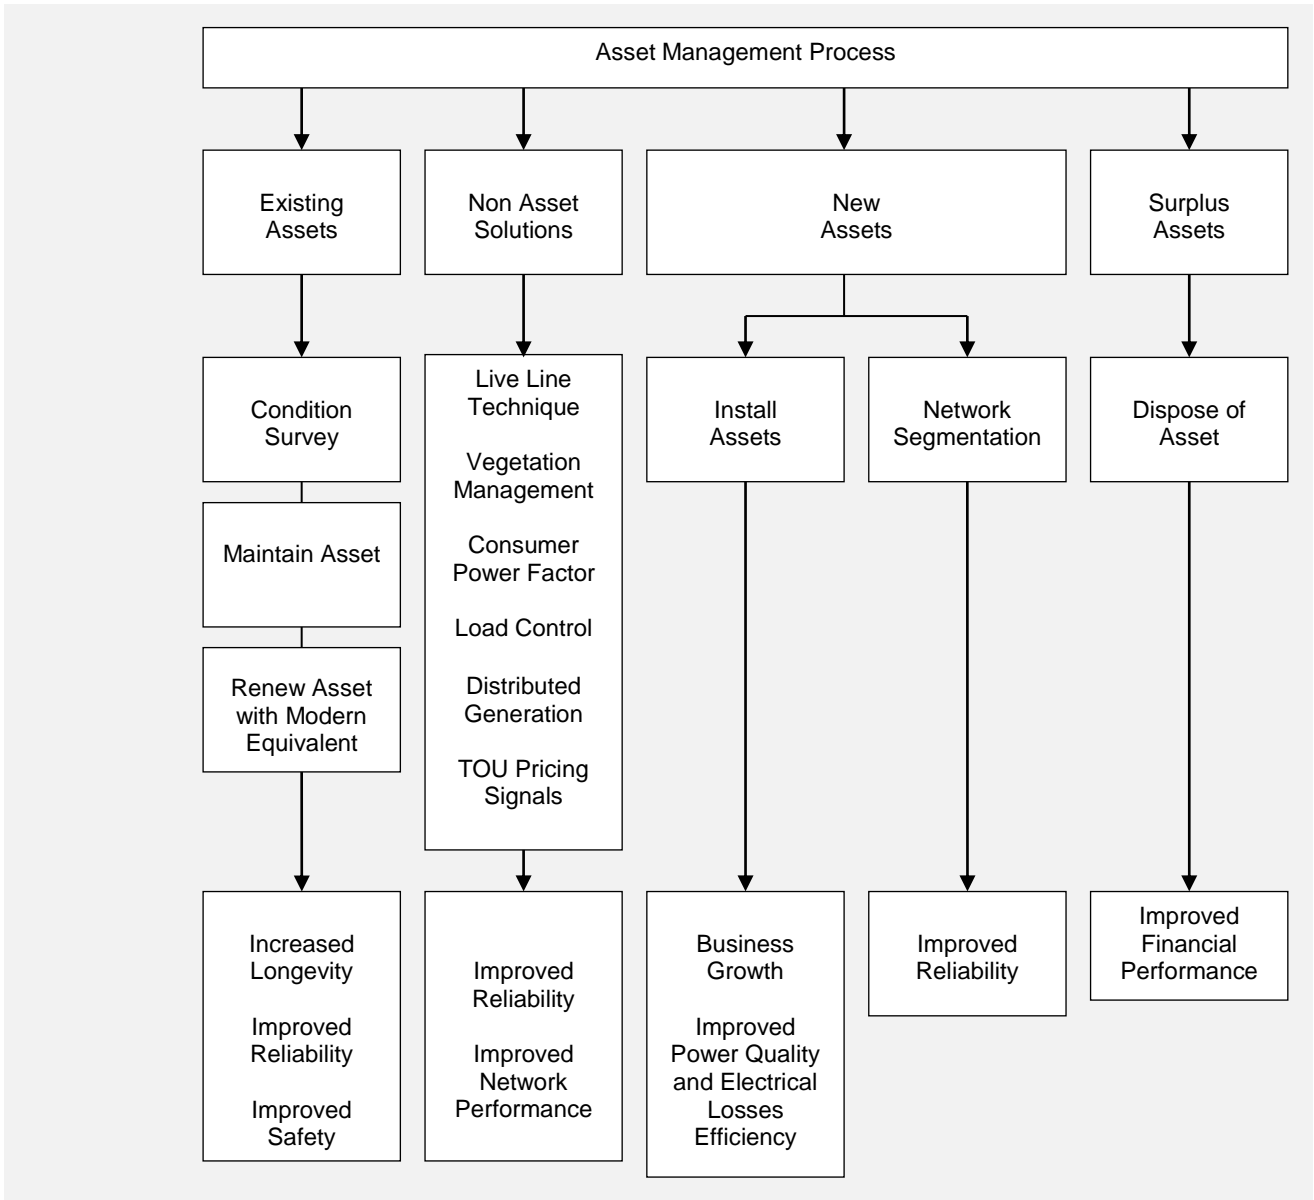 Asset Management Process
Existing
Assets
Non Asset
Solutions
New
Assets
Surplus
Assets
Condition
Survey
Maintain Asset
Renew Asset
with Modern
Equivalent
Live Line
Technique
Vegetation
Management
Consumer
Power Factor
Load Control
Distributed
Generation
TOU Pricing
Signals
Install
Assets
Network
Segmentation
Dispose of
Asset
Increased
Longevity
Improved
Reliability
Improved
Safety
Improved
Reliability
Improved
Network
Performance
Business
Growth
Improved
Power Quality
and Electrical
Losses
Efficiency
Improved
Reliability
Improved
Financial
Performance